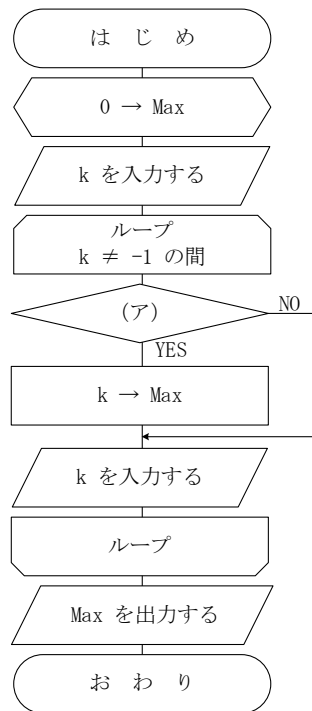 は じ め
0 → Max
k を入力する
ループ
k ≠ -1 の間
(ア)
NO
YES
k → Max
k を入力する
ループ
Max を出力する
お わ り